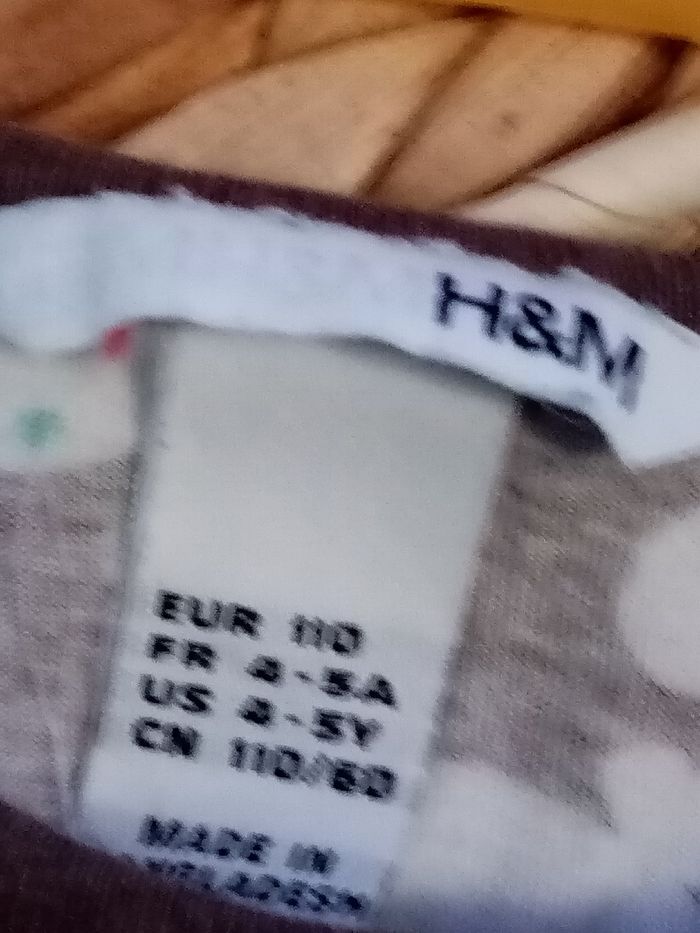 H&M
EUR 110
FR 4-5A
US 4-5Y
CN 110/60
MADE IN